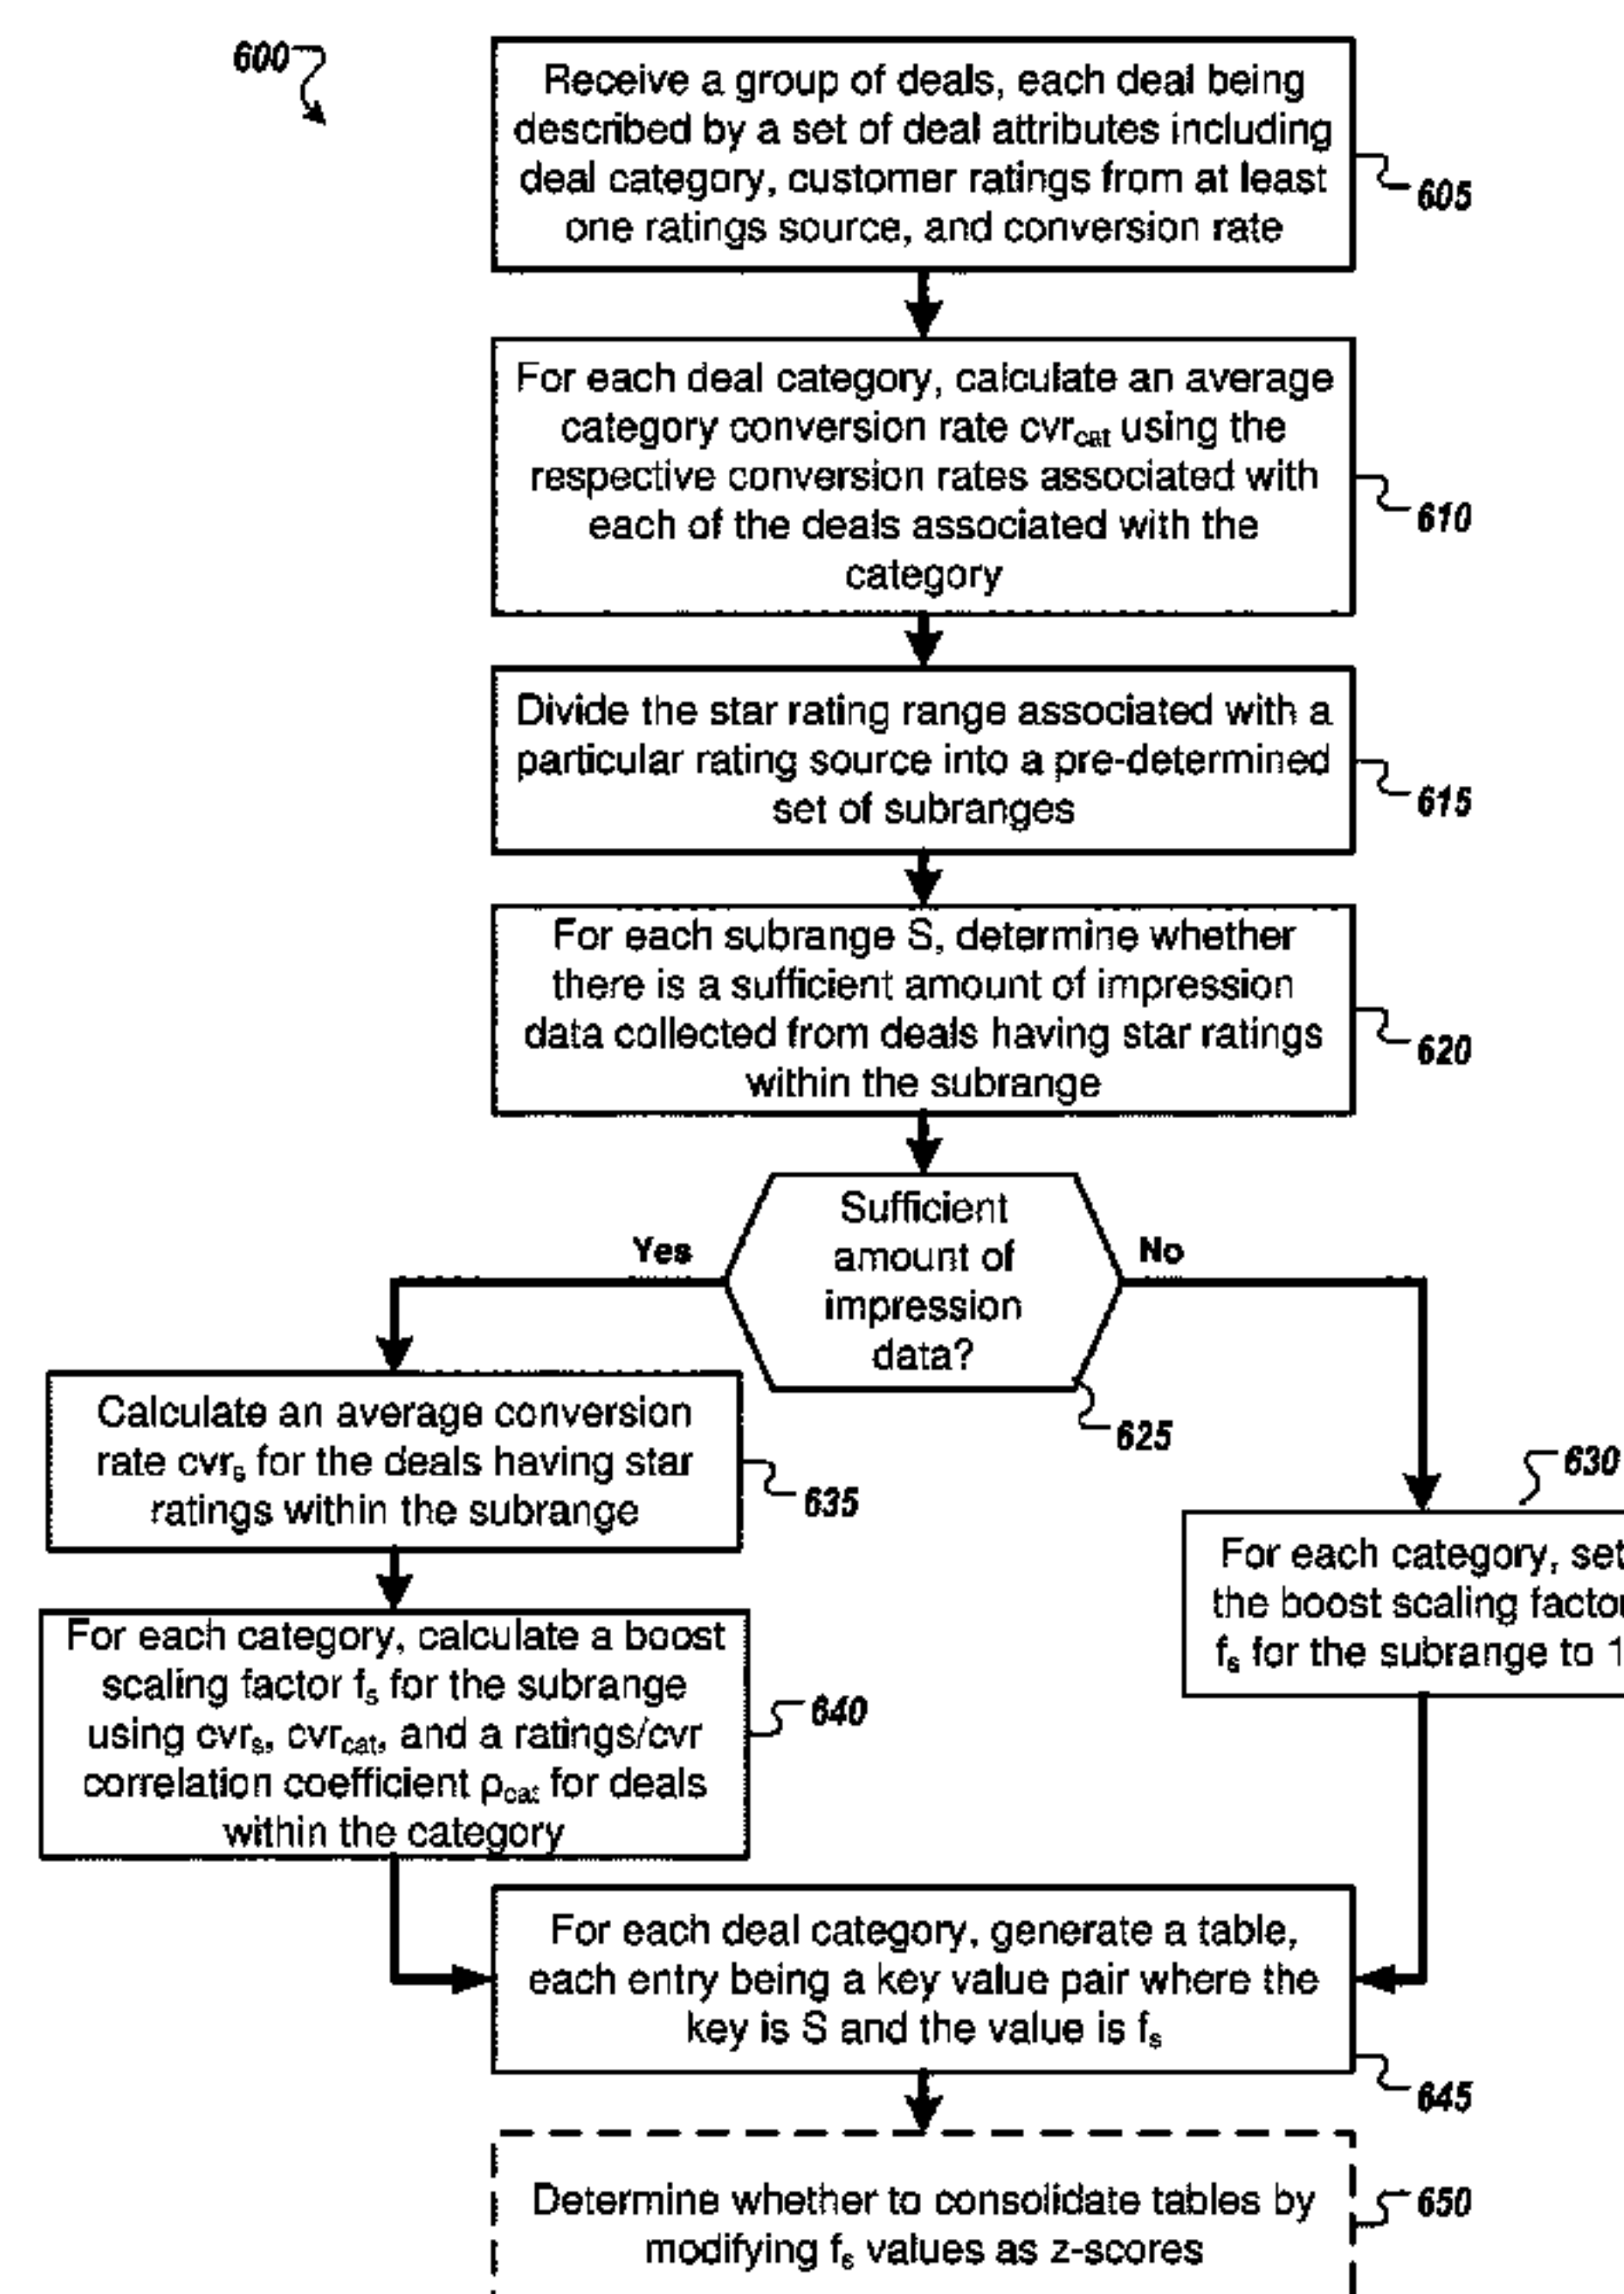 600
Receive a group of deals, each deal being
described by a set of deal attributes including
deal category, customer ratings from at least
one ratings source, and conversion rate
605
For each deal category, calculate an average
category conversion rate cvrcat using the
respective conversion rates associated with
each of the deals associated with the
category
610
Divide the star rating range associated with a
particular rating source into a pre-determined
set of subranges
615
For each subrange S, determine whether
there is a sufficient amount of impression
data collected from deals having star ratings
within the subrange
620
Sufficient
amount of
impression
data?
625
Yes
No
Calculate an average conversion
rate cvrs for the deals having star
ratings within the subrange
635
630
For each category, set
the boost scaling factor
fs for the subrange to 1
For each category, calculate a boost
scaling factor fs for the subrange
using cvrs, cvrcat, and a ratings/cvr
correlation coefficient ρcat for deals
within the category
640
For each deal category, generate a table,
each entry being a key value pair where the
key is S and the value is fs
645
Determine whether to consolidate tables by
modifying fs values as z-scores
650